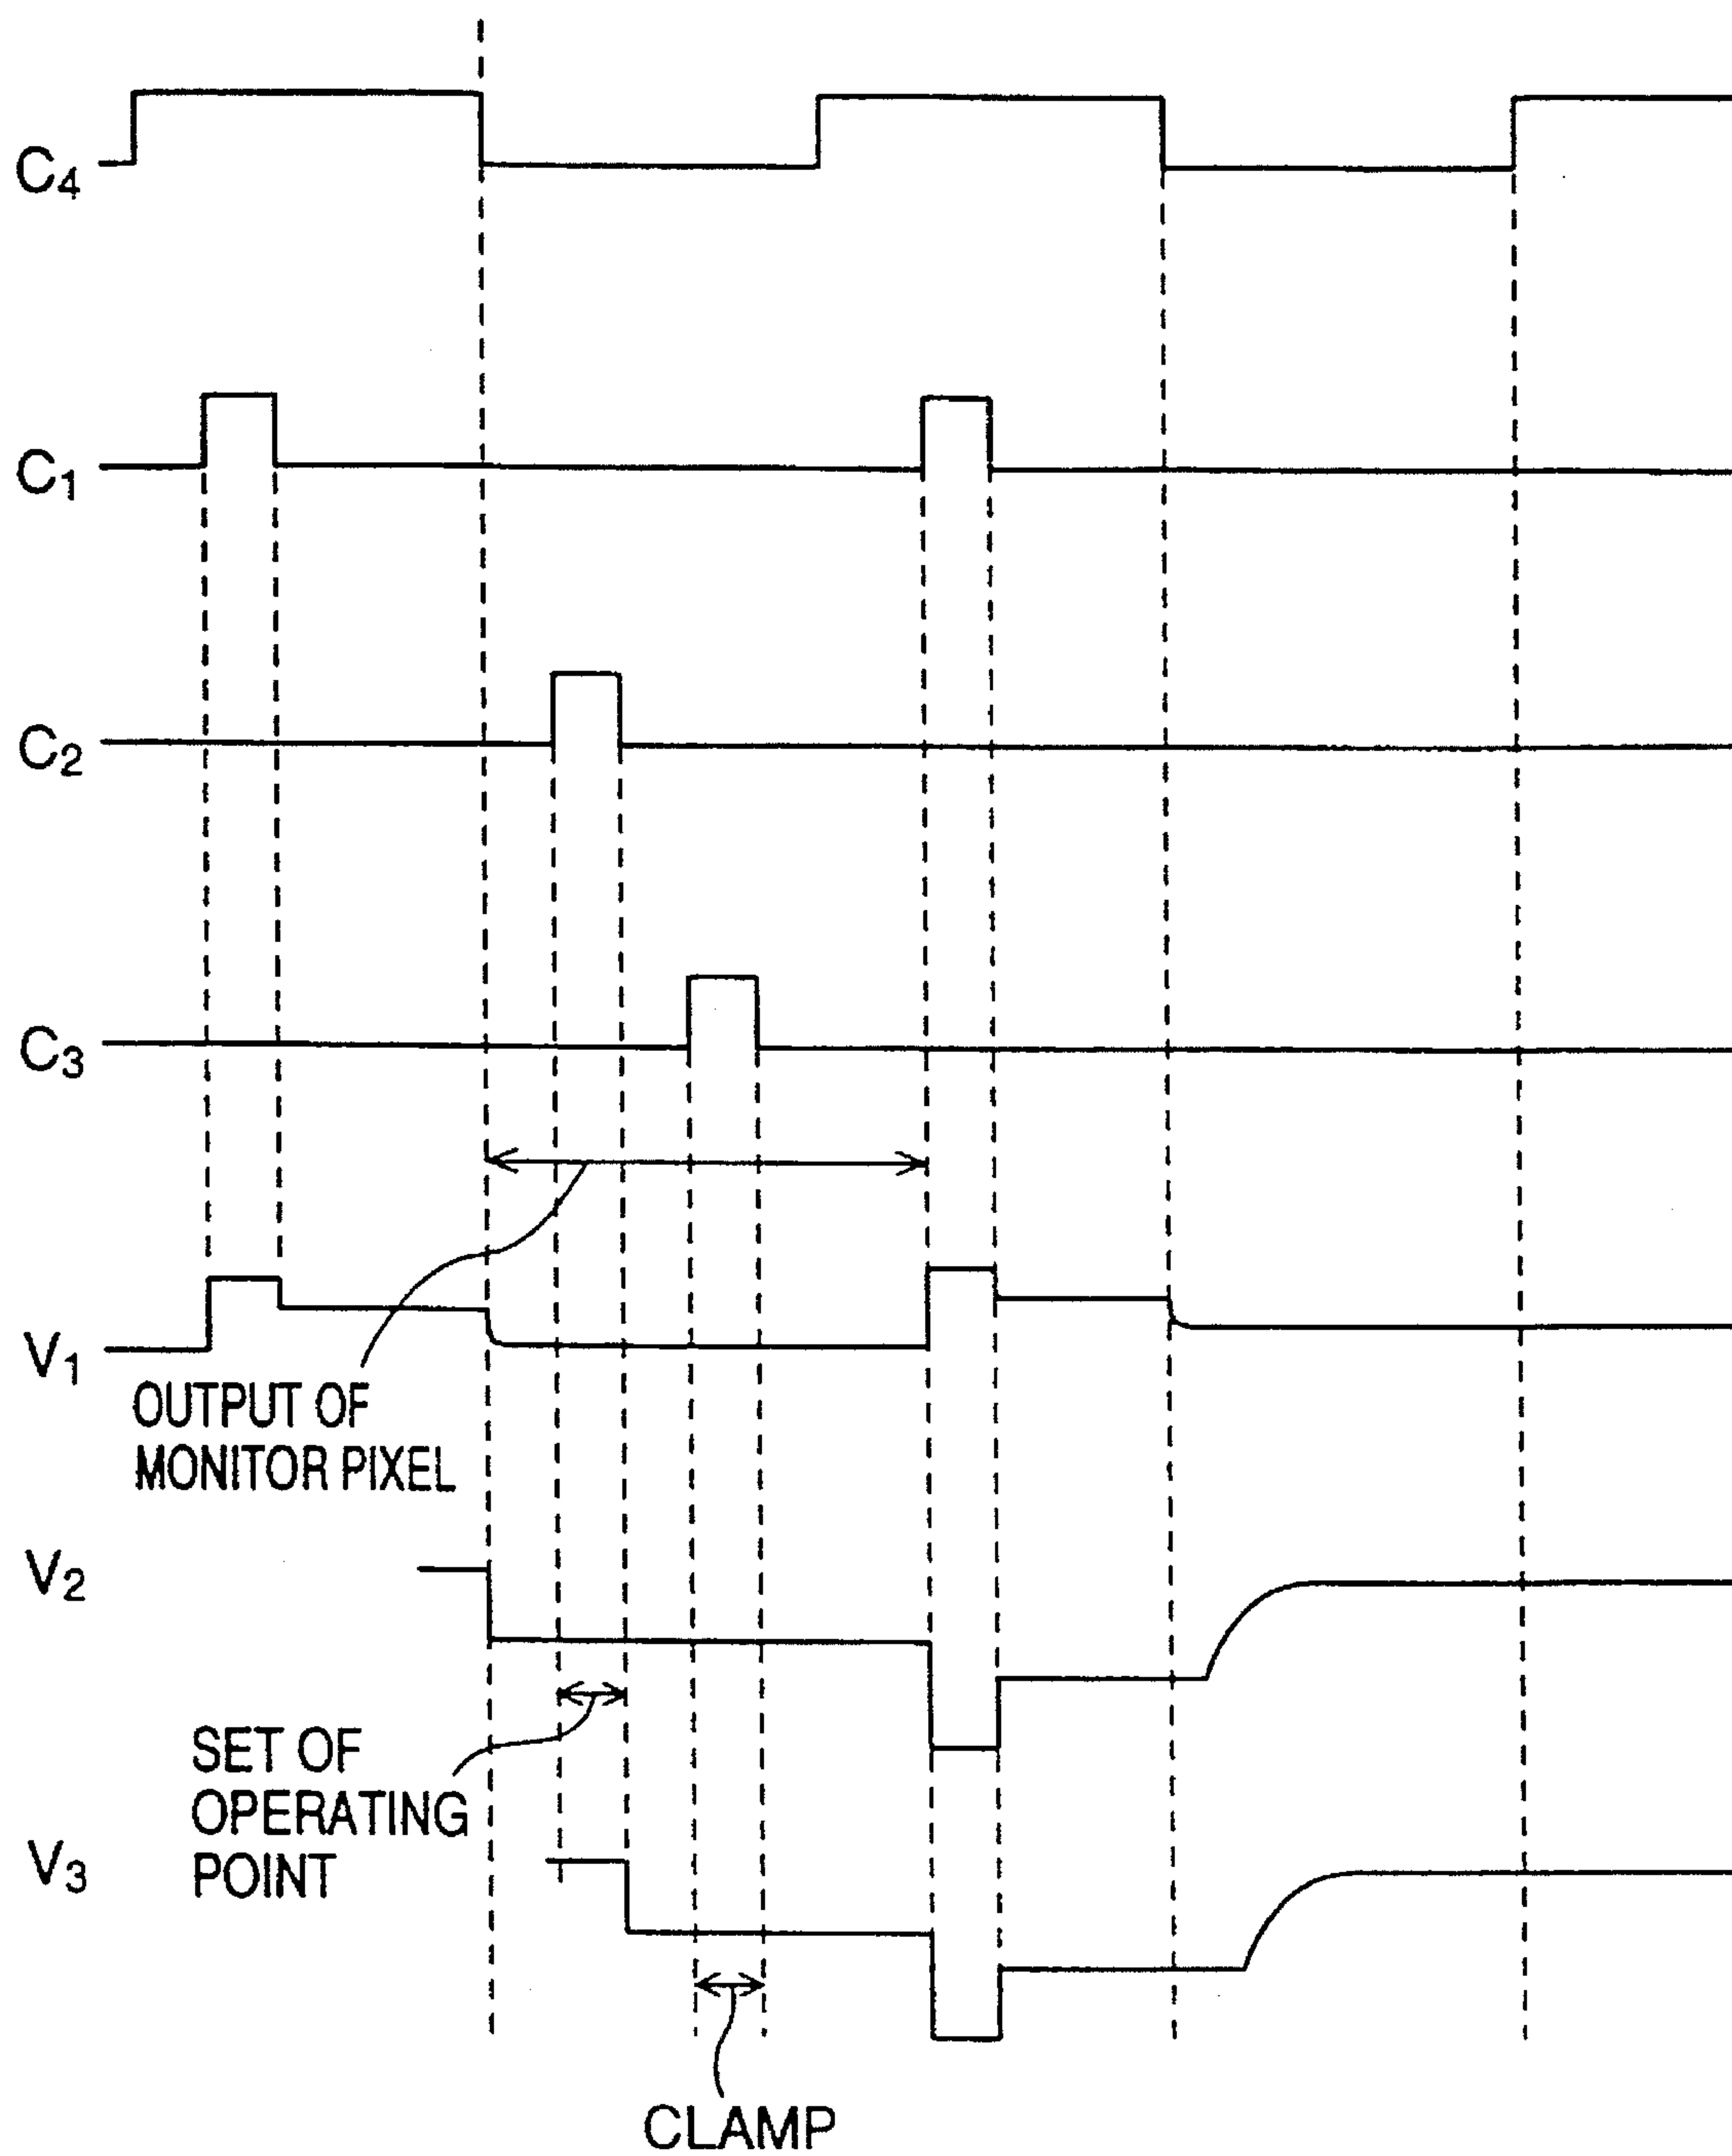 C4
C1
C2
C3
V1
OUTPUT OF
MONITOR PIXEL
V2
SET OF
OPERATING
POINT
V3
CLAMP